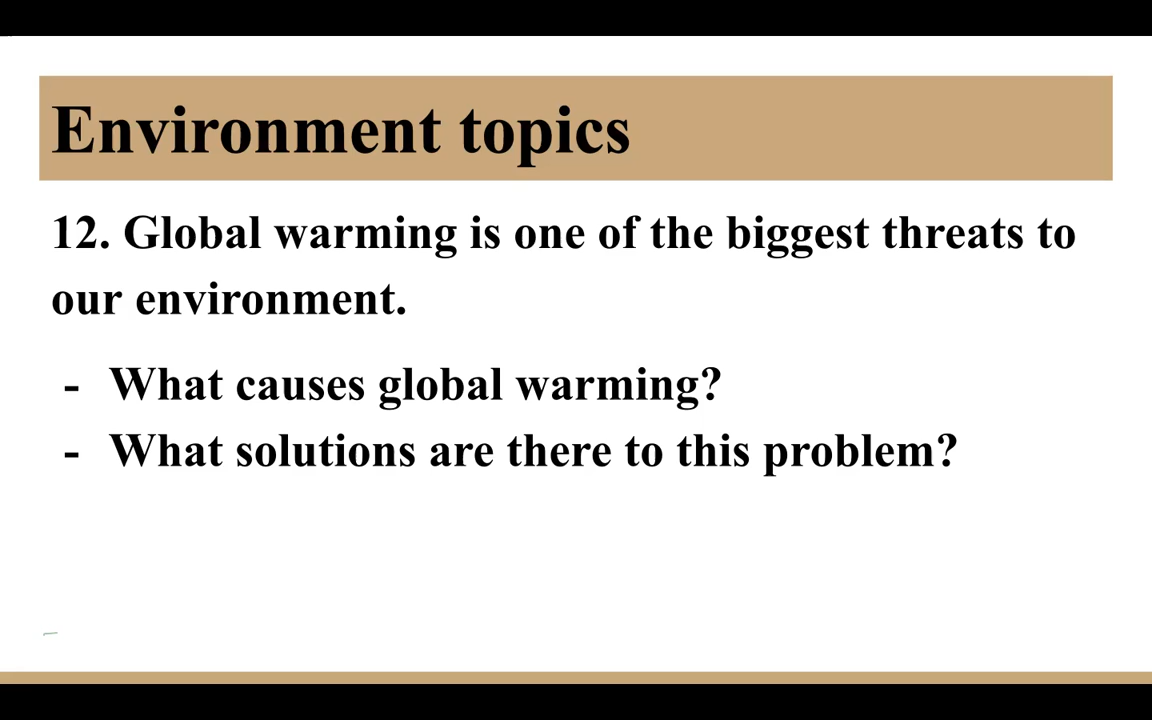 Environment topics
12. Global warming is one of the biggest threats to
our environment.
- What causes global warming?
- What solutions are there to this problem?